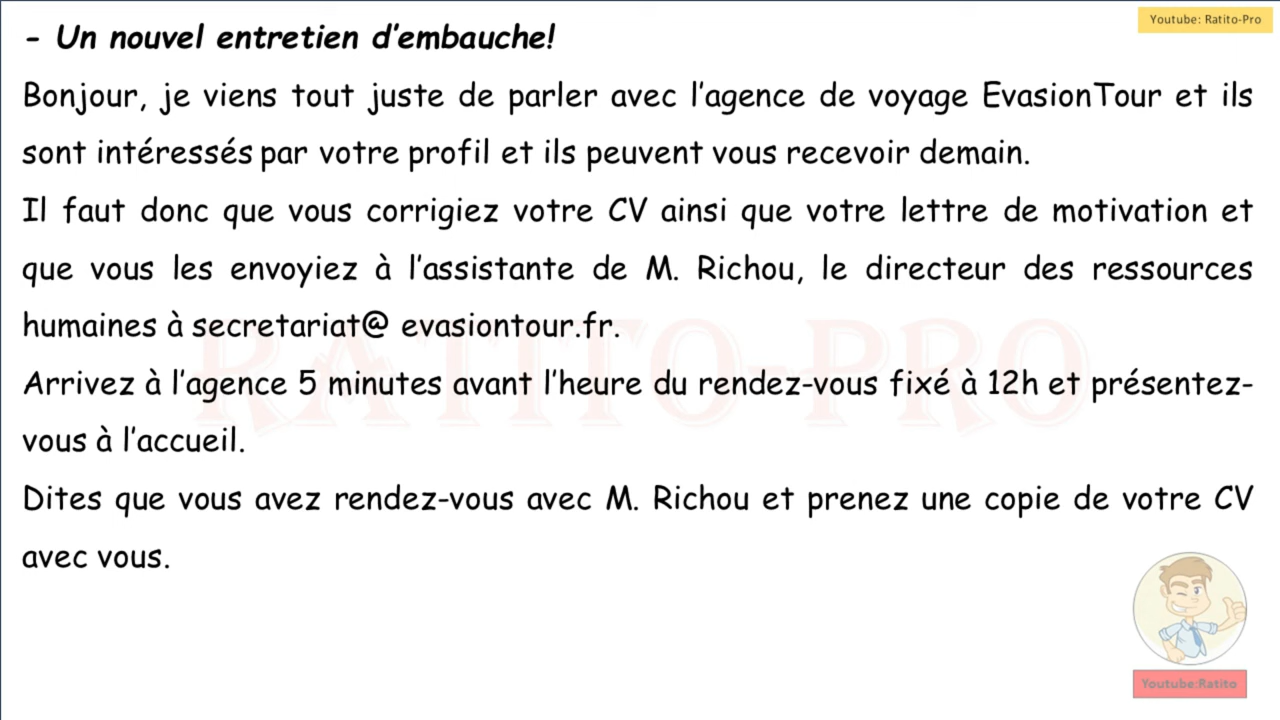 Youtube: Ratito-Pro
- Un nouvel entretien d'embauche!
Bonjour, je viens tout juste de parler avec l'agence de voyage EvasionTour et ils
sont intéressés par votre profil et ils peuvent vous recevoir demain.
Il faut donc que vous corrigiez votre CV ainsi que votre lettre de motivation et
que vous les envoyiez à l'assistante de M. Richou, le directeur des ressources
humaines à secretariat@ evasiontour.fr.
RATITO-PRO
Arrivez à l'agence 5 minutes avant l'heure du rendez-vous fixé à 12h et présentez-
vous à l'accueil.
Dites que vous avez rendez-vous avec M. Richou et prenez une copie de votre CV
avec vous.
Youtube:Ratito